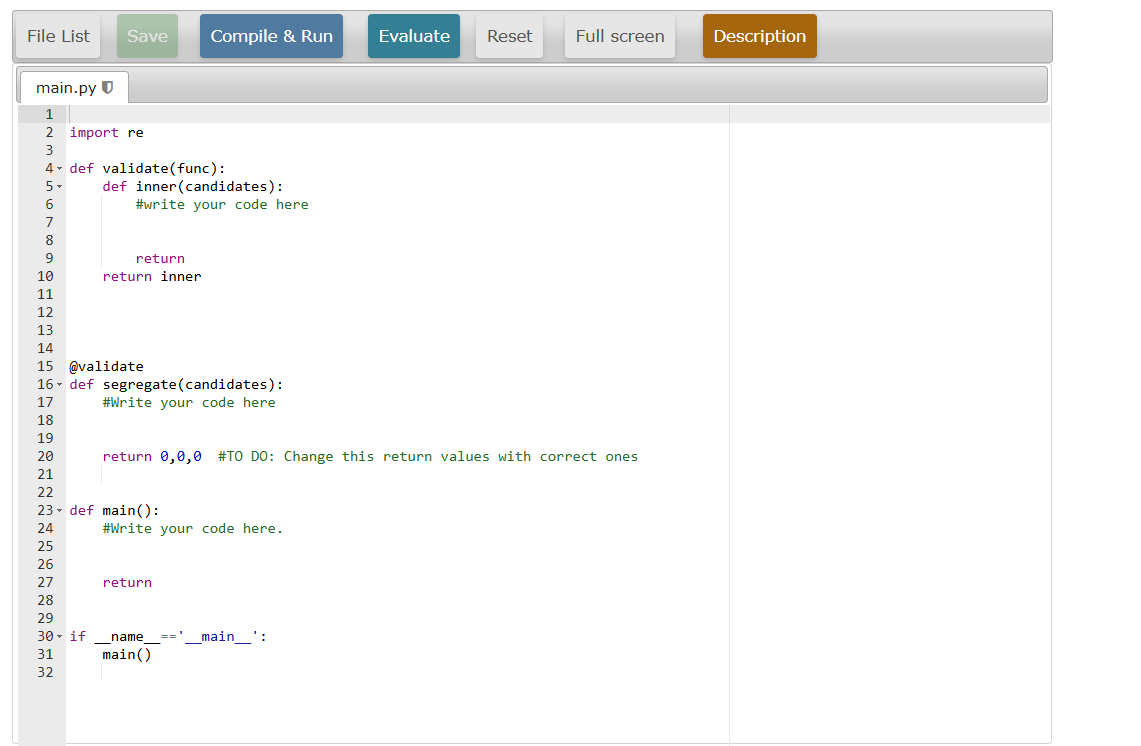 File List Save Compile & Run Evaluate Reset Full screen Description
main.py
1
2 import re
3
4 def validate(func):
5 def inner(candidates):
6 #write your code here
7
8
9 return
10 return inner
11
12
13
14
15 @validate
16 def segregate(candidates):
17 #Write your code here
18
19
20 return 0,0,0 #TO DO: Change this return values with correct ones
21
22
23 def main():
24 #Write your code here.
25
26
27 return
28
29
30 if __name__=='__main__':
31 main()
32